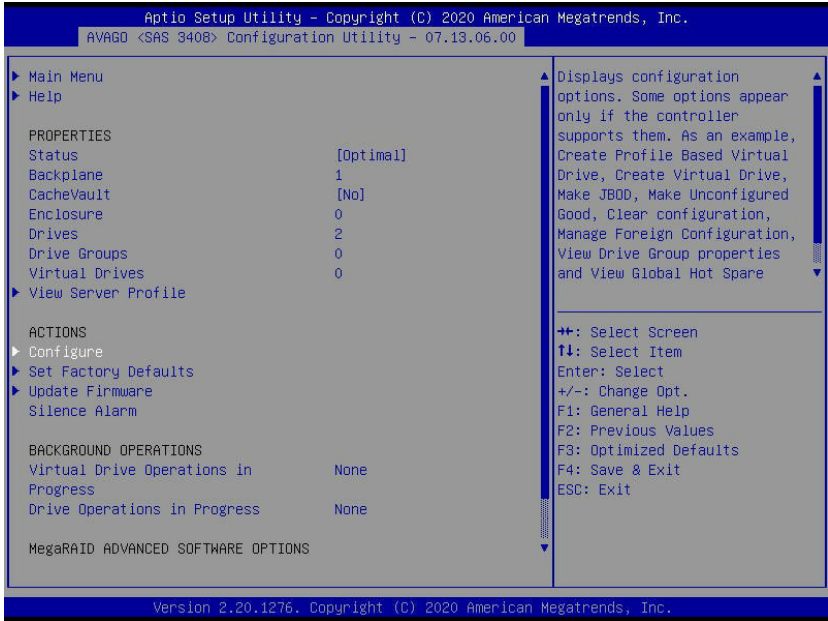 Aptio Setup Utility – Copyright (C) 2020 American Megatrends, Inc.
AVAGO <SAS 3408> Configuration Utility – 07.13.06.00
Main Menu
Help
PROPERTIES
Status [Optimal]
Backplane 1
CacheVault [No]
Enclosure 0
Drives 2
Drive Groups 0
Virtual Drives 0
View Server Profile
ACTIONS
Configure
Set Factory Defaults
Update Firmware
Silence Alarm
BACKGROUND OPERATIONS
Virtual Drive Operations in None
Progress
Drive Operations in Progress None
MegaRAID ADVANCED SOFTWARE OPTIONS
Displays configuration
options. Some options appear
only if the controller
supports them. As an example,
Create Profile Based Virtual
Drive, Create Virtual Drive,
Make JBOD, Make Unconfigured
Good, Clear configuration,
Manage Foreign Configuration,
View Drive Group properties
and View Global Hot Spare
→←: Select Screen
↑↓: Select Item
Enter: Select
+/-: Change Opt.
F1: General Help
F2: Previous Values
F3: Optimized Defaults
F4: Save & Exit
ESC: Exit
Version 2.20.1276. Copyright (C) 2020 American Megatrends, Inc.